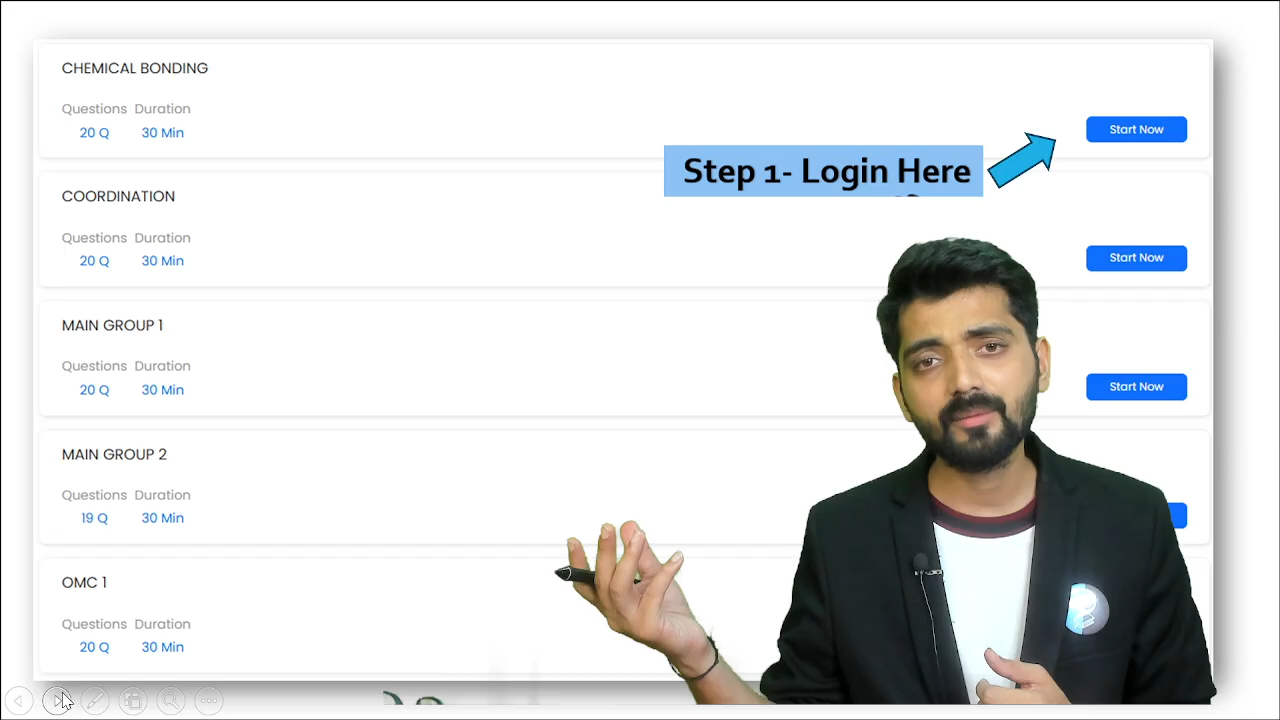 CHEMICAL BONDING
Questions Duration
20 Q 30 Min
Start Now
Step 1- Login Here
COORDINATION
Questions Duration
20 Q 30 Min
Start Now
MAIN GROUP 1
Questions Duration
20 Q 30 Min
Start Now
MAIN GROUP 2
Questions Duration
19 Q 30 Min
OMC 1
Questions Duration
20 Q 30 Min